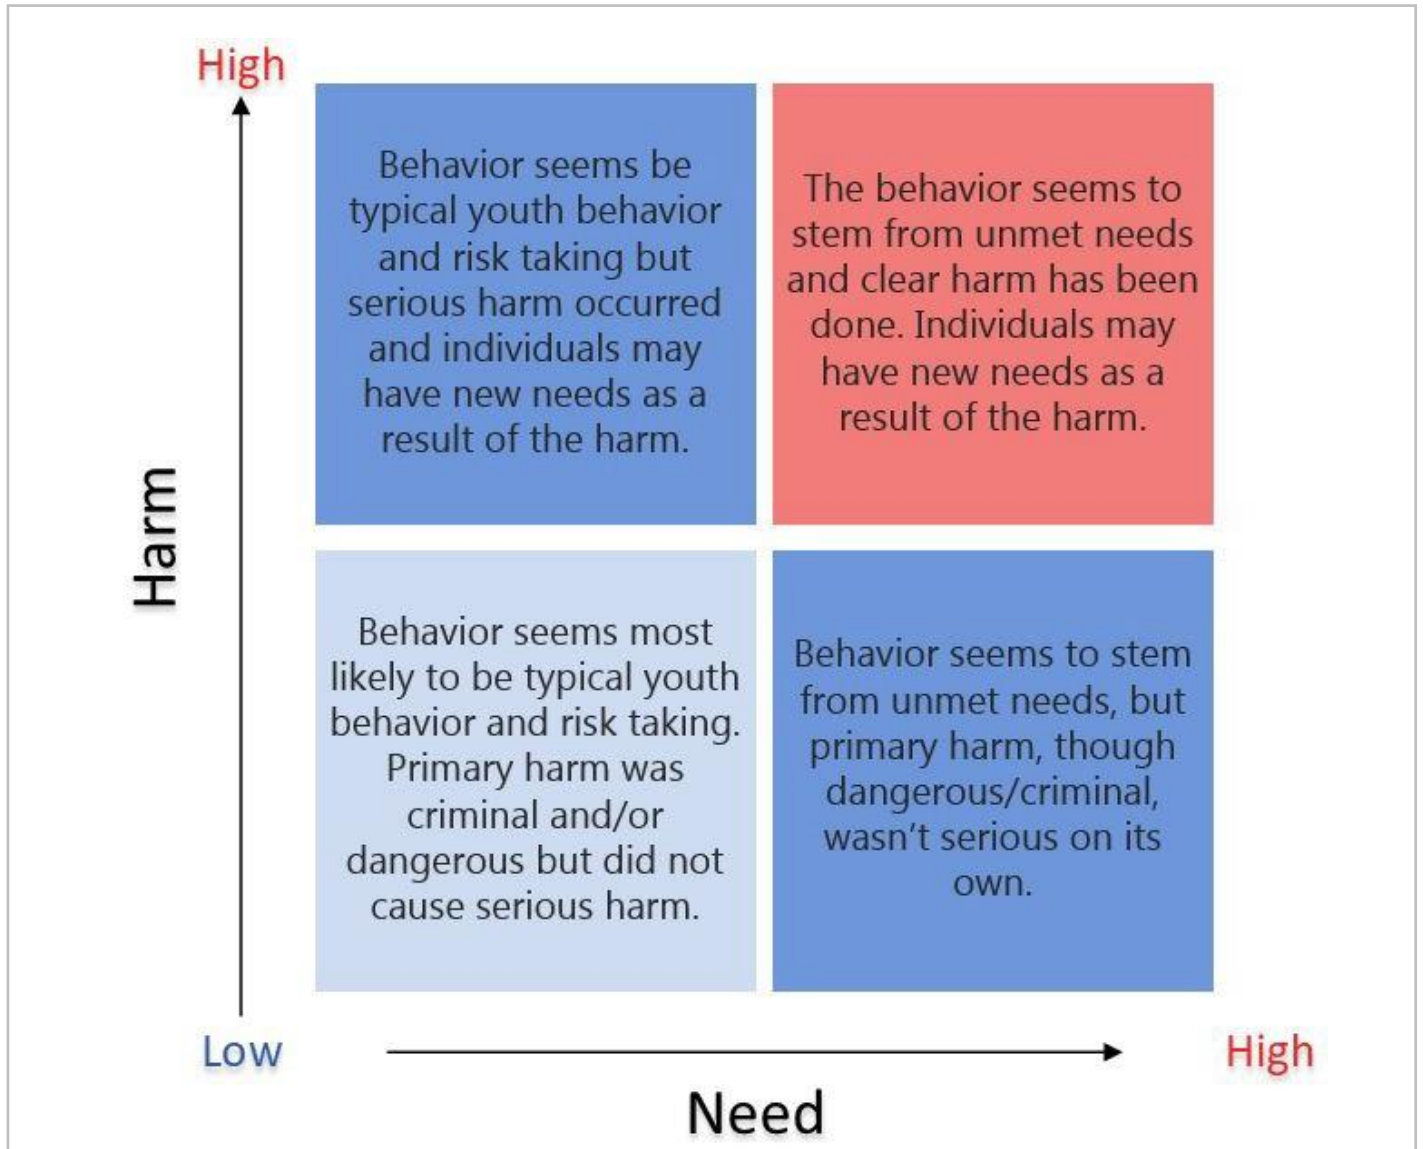 High
Behavior seems be
typical youth behavior
and risk taking but
serious harm occurred
and individuals may
have new needs as a
result of the harm.
The behavior seems to
stem from unmet needs
and clear harm has been
done. Individuals may
have new needs as a
result of the harm.
Harm
Behavior seems most
likely to be typical youth
behavior and risk taking.
Primary harm was
criminal and/or
dangerous but did not
cause serious harm.
Behavior seems to stem
from unmet needs, but
primary harm, though
dangerous/criminal,
wasn’t serious on its
own.
Low
High
Need